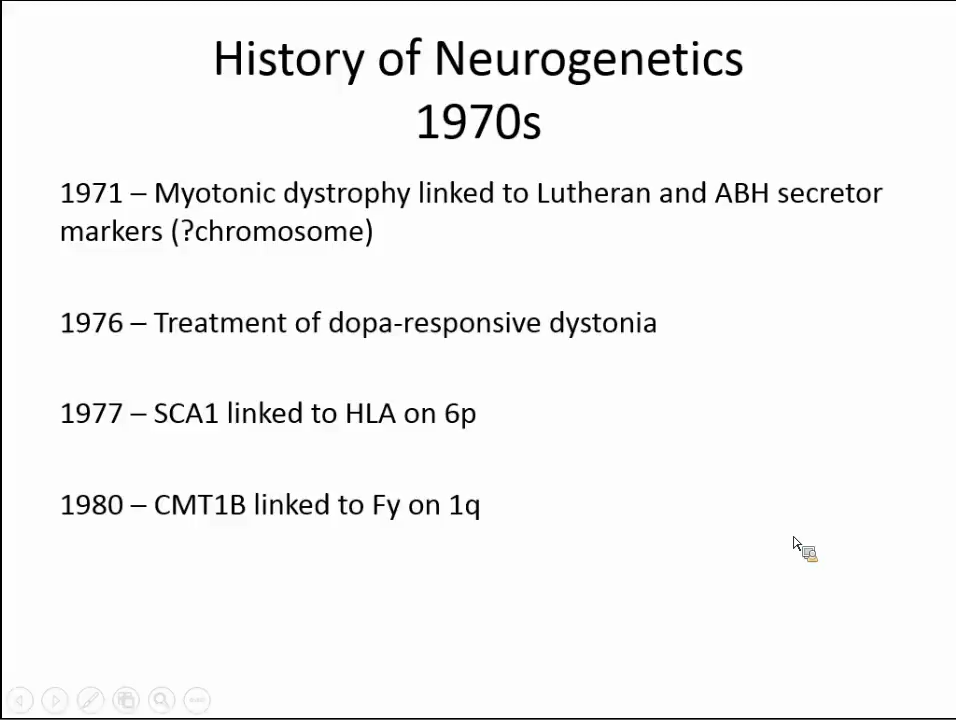 History of Neurogenetics
1970s
1971 – Myotonic dystrophy linked to Lutheran and ABH secretor
markers (?chromosome)
1976 – Treatment of dopa-responsive dystonia
1977 – SCA1 linked to HLA on 6p
1980 – CMT1B linked to Fy on 1q